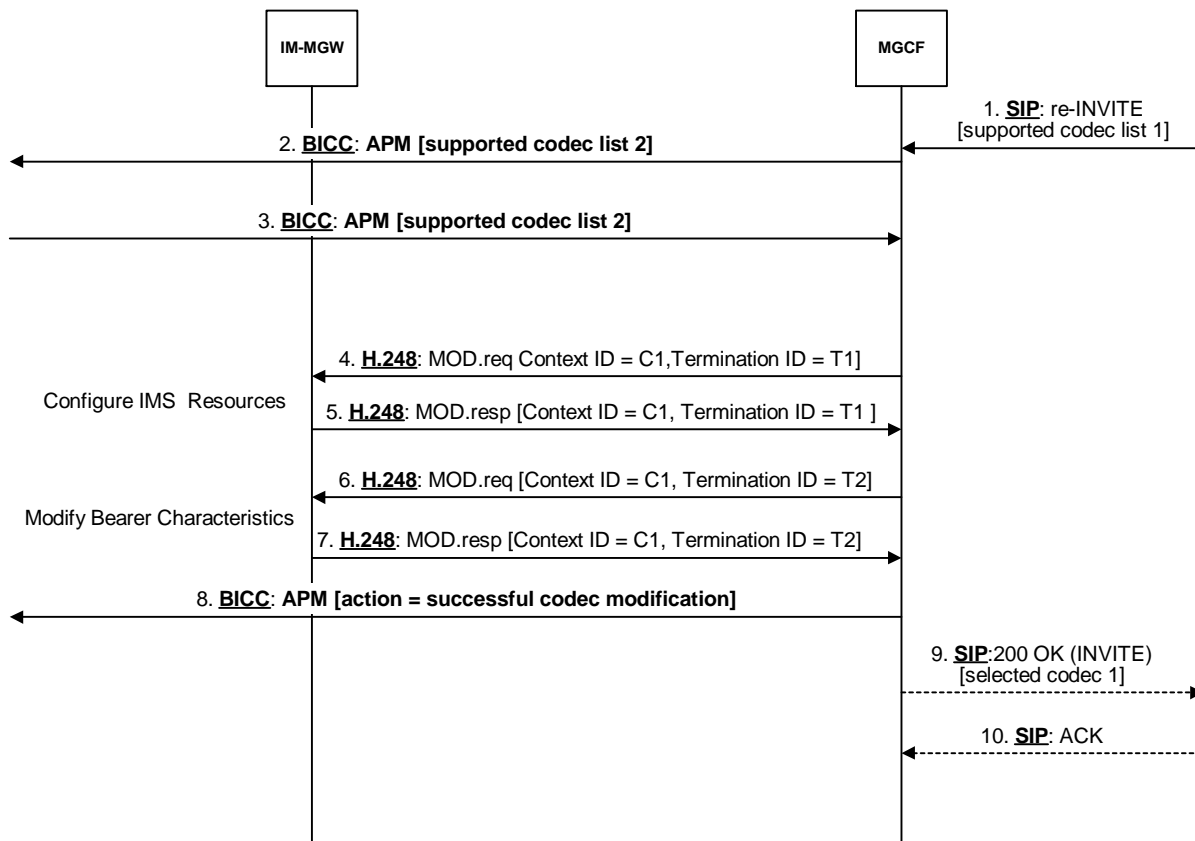 IM-MGW
MGCF
1. SIP: re-INVITE
[supported codec list 1]
2. BICC: APM [supported codec list 2]
3. BICC: APM [supported codec list 2]
4. H.248: MOD.req Context ID = C1,Termination ID = T1]
Configure IMS Resources
5. H.248: MOD.resp [Context ID = C1, Termination ID = T1 ]
6. H.248: MOD.req [Context ID = C1, Termination ID = T2]
Modify Bearer Characteristics
7. H.248: MOD.resp [Context ID = C1, Termination ID = T2]
8. BICC: APM [action = successful codec modification]
9. SIP:200 OK (INVITE)
[selected codec 1]
10. SIP: ACK